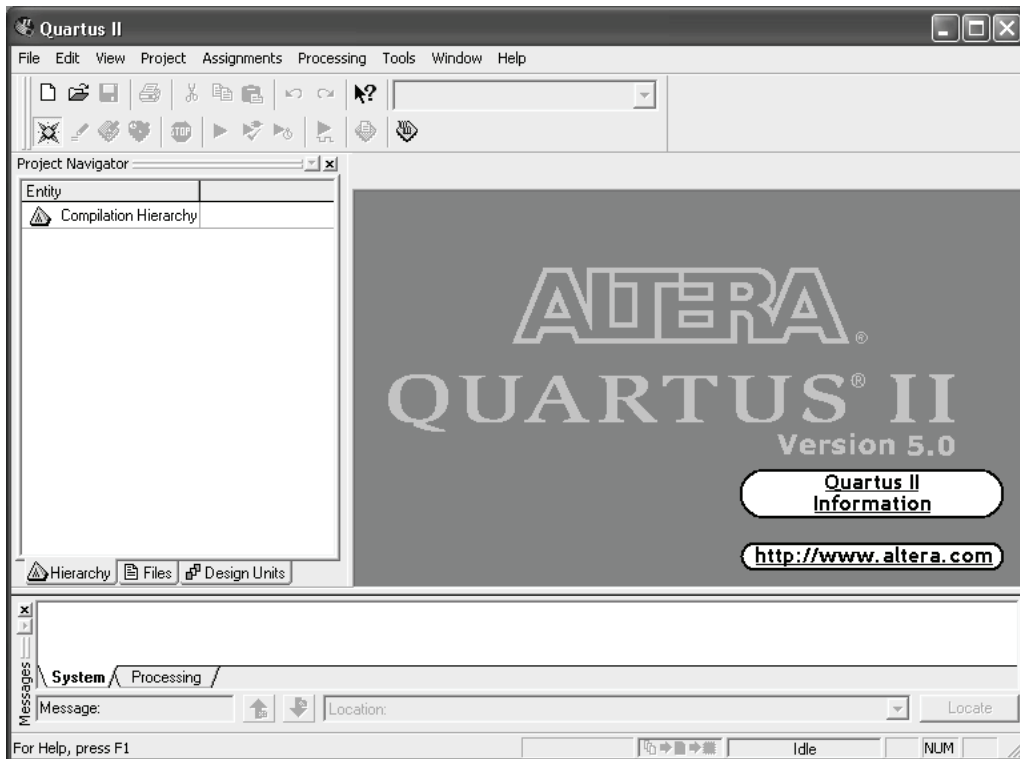 Quartus II
File Edit View Project Assignments Processing Tools Window Help
STOP
Project Navigator
Entity
Compilation Hierarchy
Hierarchy Files Design Units
ALTERA®
QUARTUS® II
Version 5.0
Quartus II
Information
http://www.altera.com
Messages
System Processing
Message: Location: Locate
For Help, press F1 Idle NUM